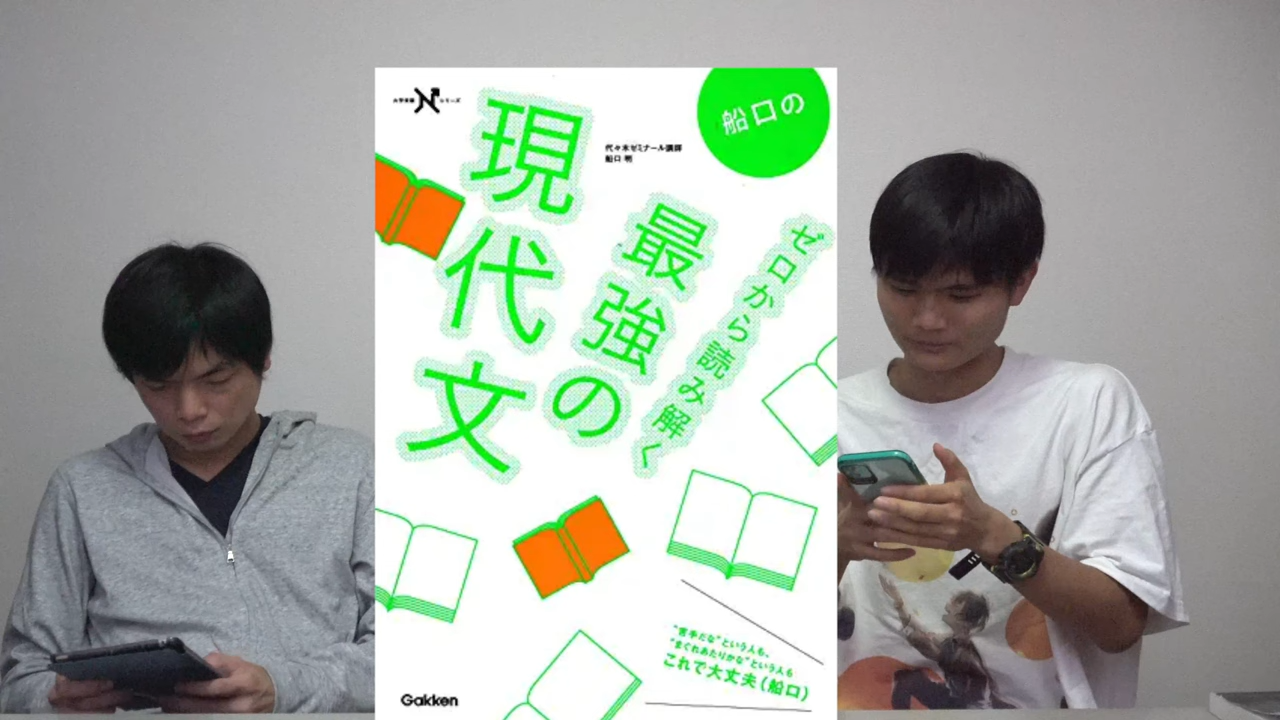 大学受験Nシリーズ
船口の
代々木ゼミナール講師
船口 明
ゼロから読み解く
最強の
現代文
"苦手だな"という人も、
"まぐれあたりかな"という人も
これで大丈夫(船口)
Gakken